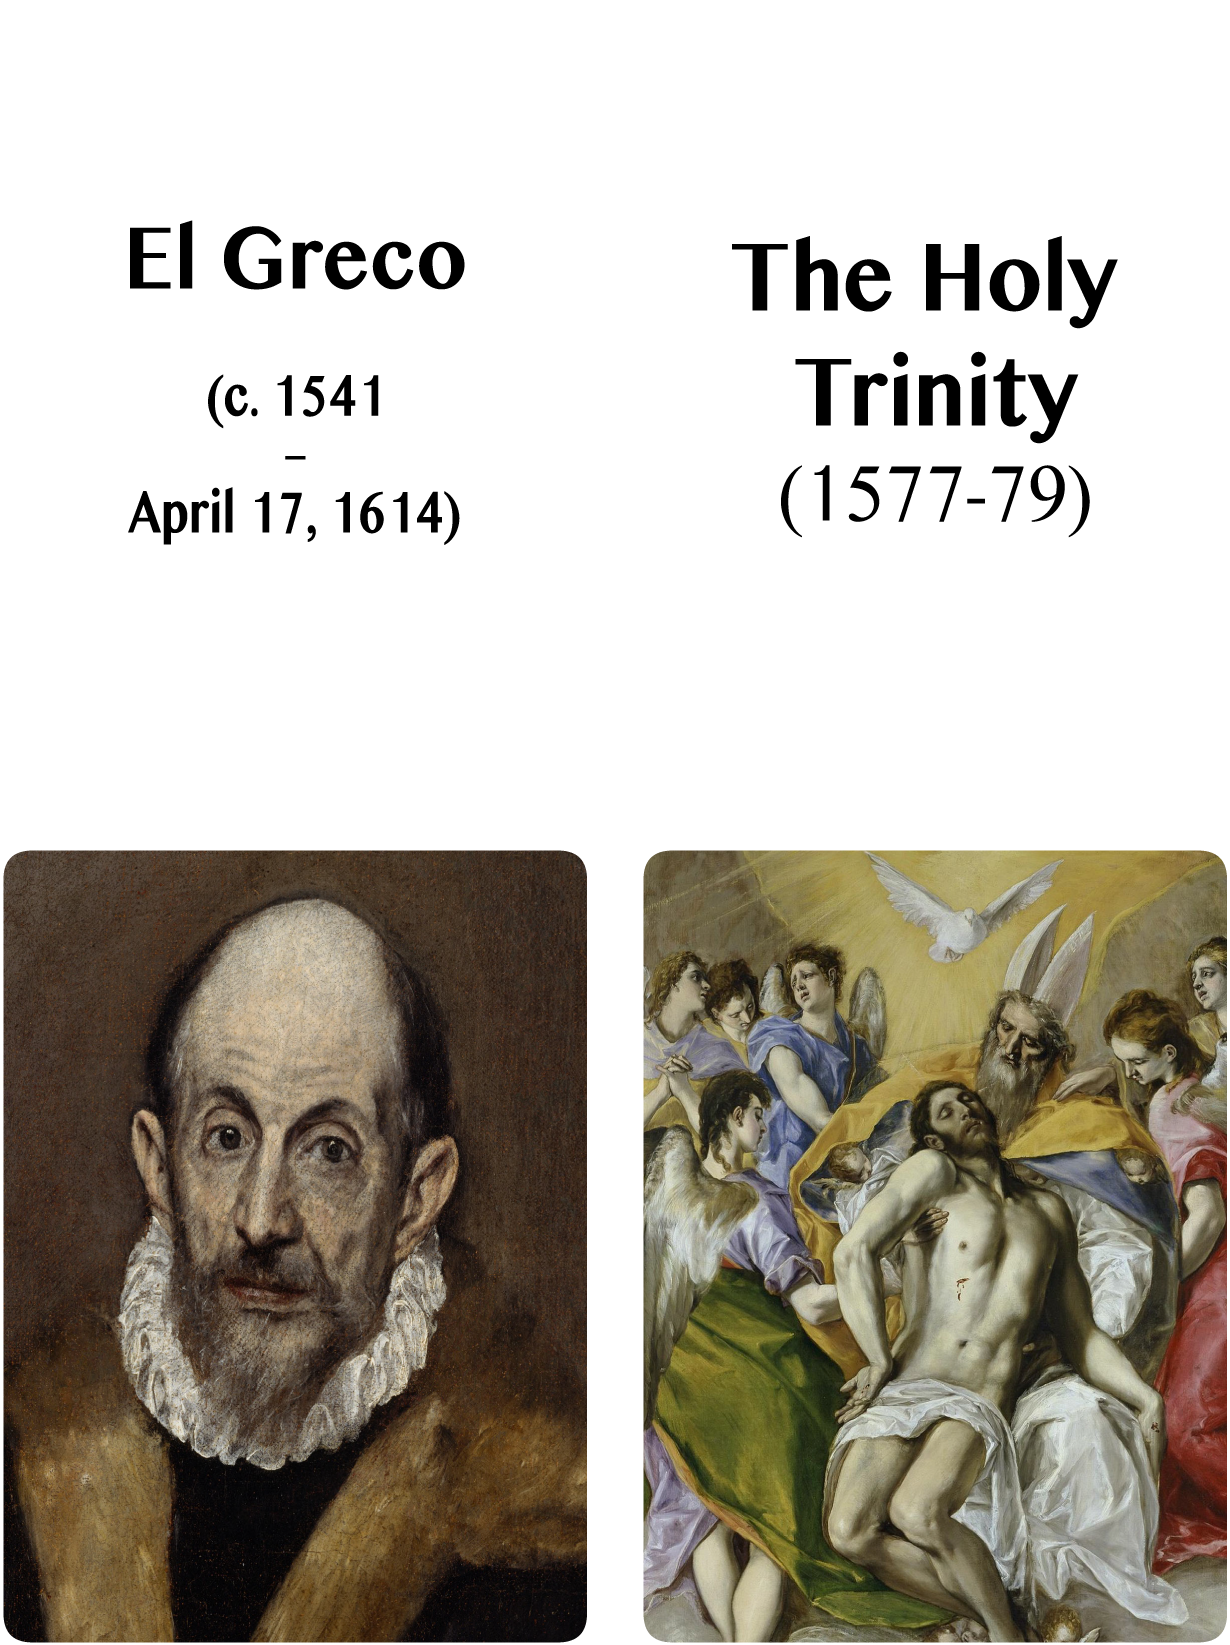 El Greco
(c. 1541
–
April 17, 1614)
The Holy
Trinity
(1577-79)